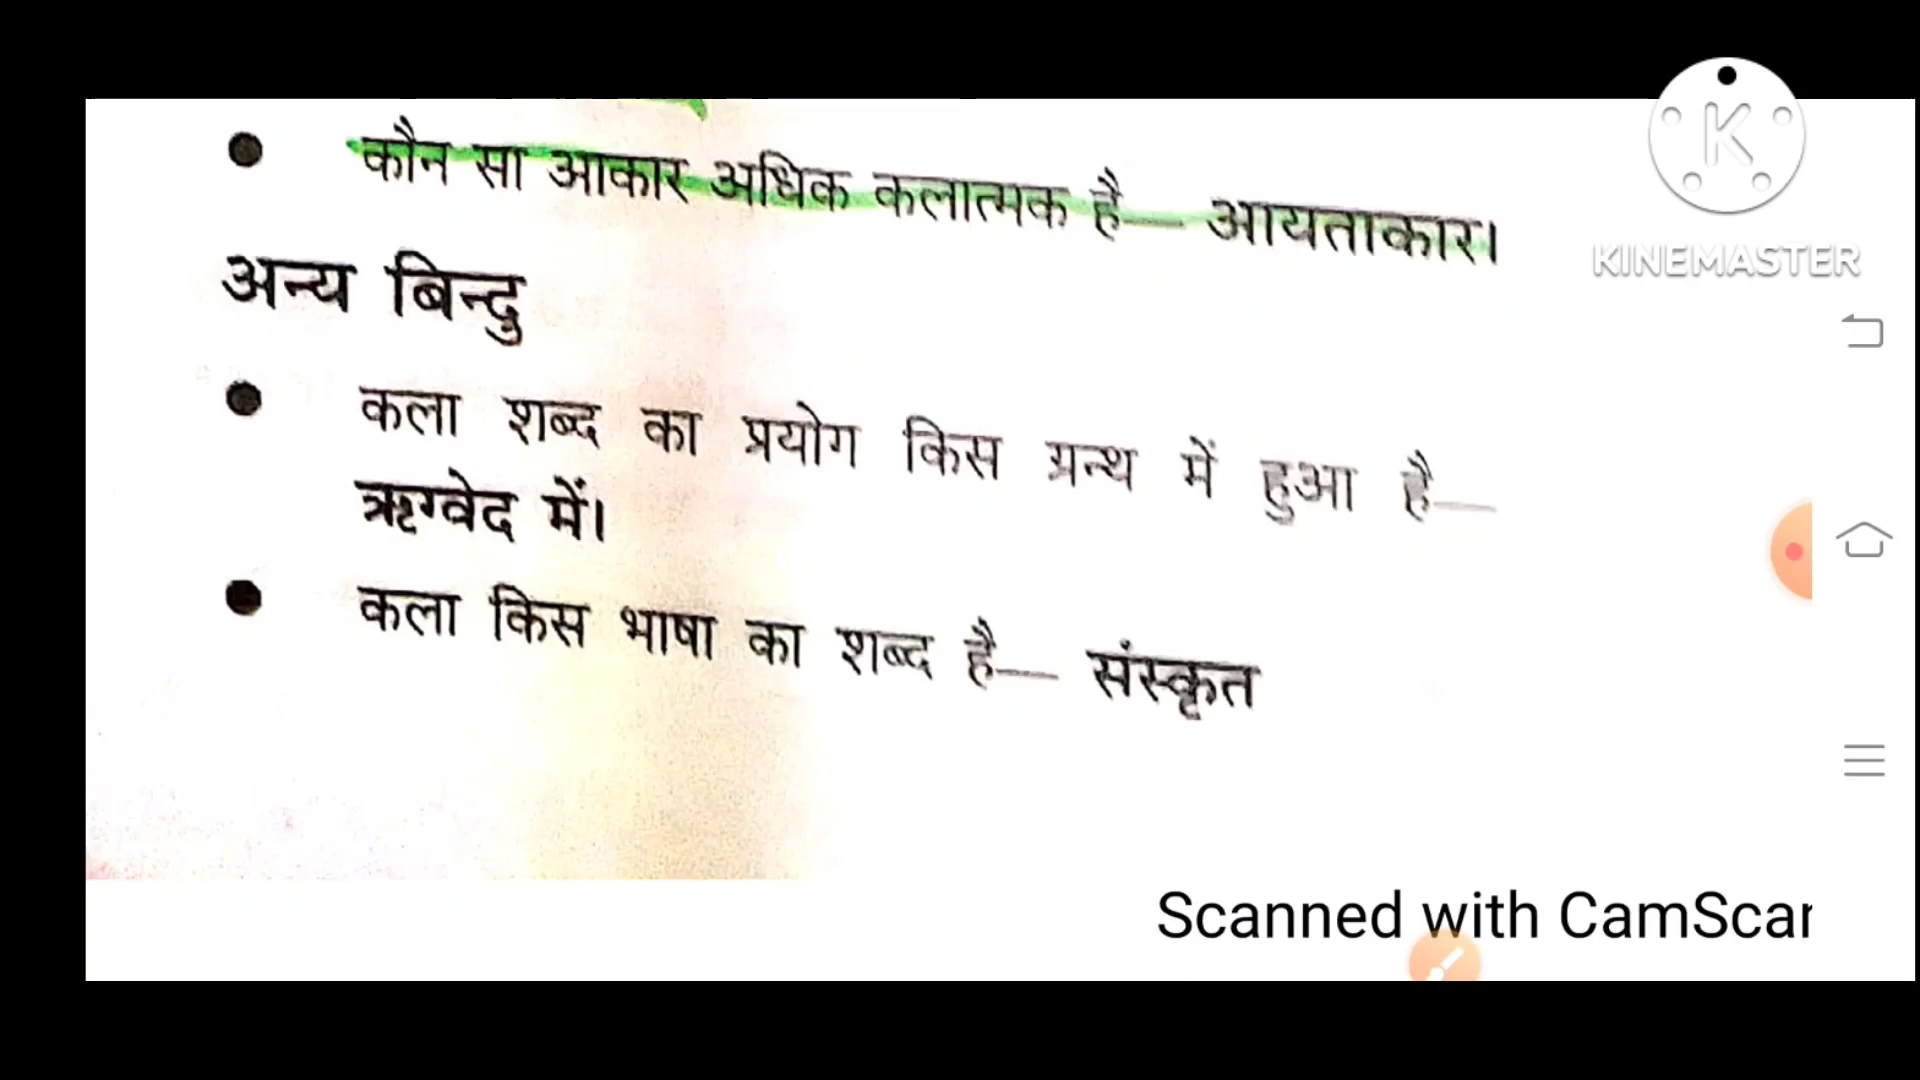 • कौन सा आकार अधिक कलात्मक है— आयताकार।
अन्य बिन्दु
• कला शब्द का प्रयोग किस ग्रन्थ में हुआ है—
ऋग्वेद में।
• कला किस भाषा का शब्द है— संस्कृत
K
KINEMASTER
Scanned with CamScar